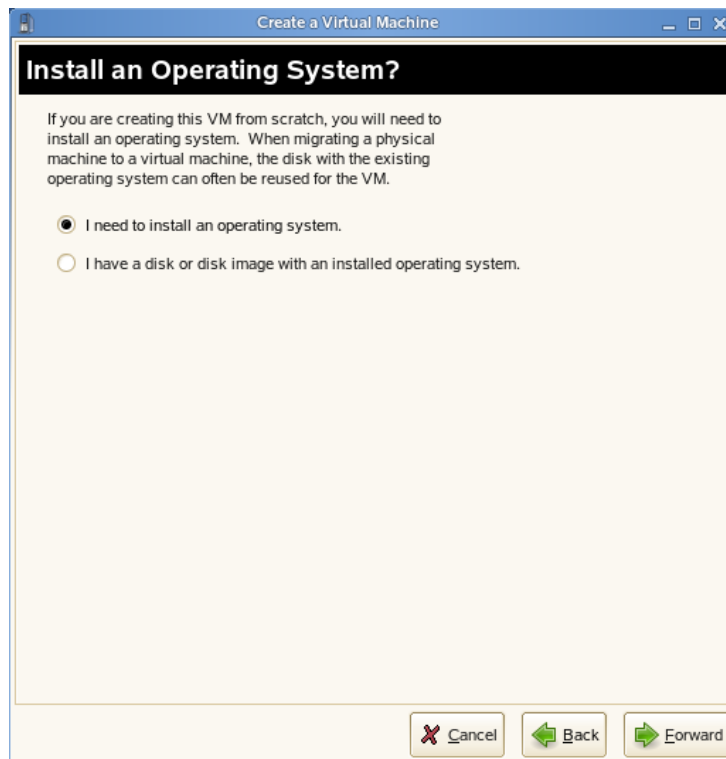 Create a Virtual Machine
Install an Operating System?
If you are creating this VM from scratch, you will need to
install an operating system.  When migrating a physical
machine to a virtual machine, the disk with the existing
operating system can often be reused for the VM.
I need to install an operating system.
I have a disk or disk image with an installed operating system.
Cancel Back Forward